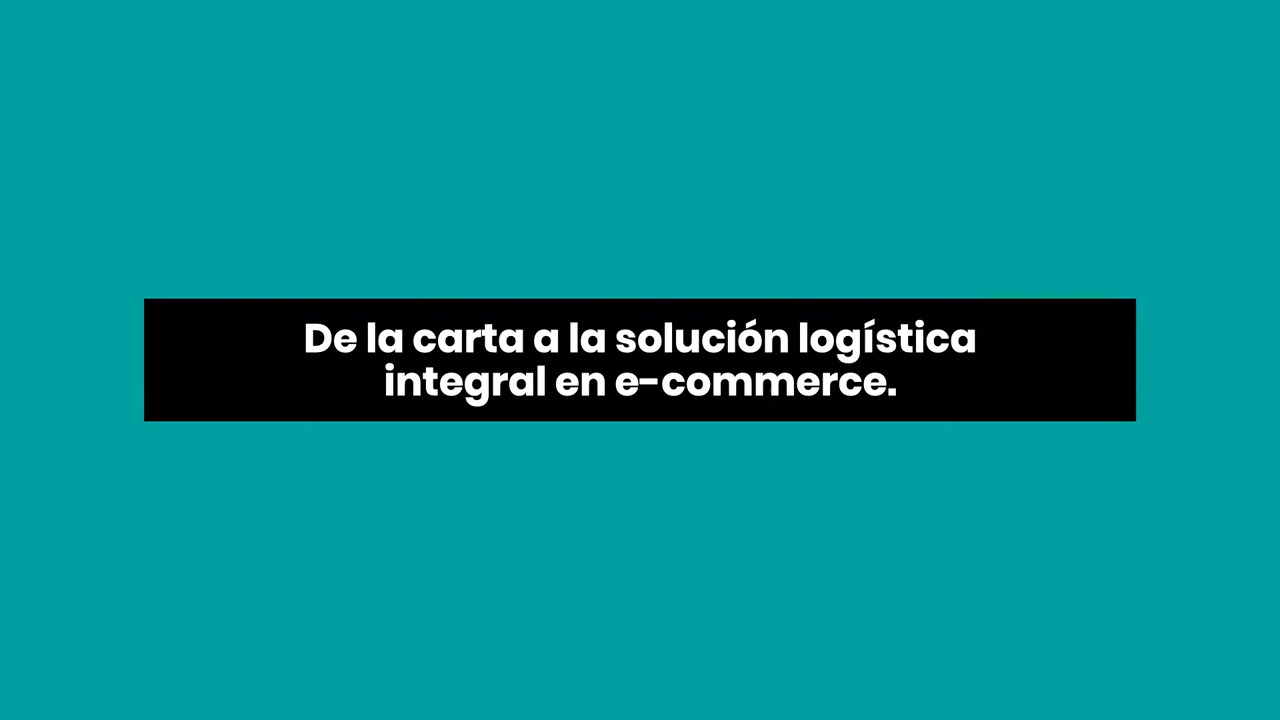 De la carta a la solución logística
integral en e-commerce.